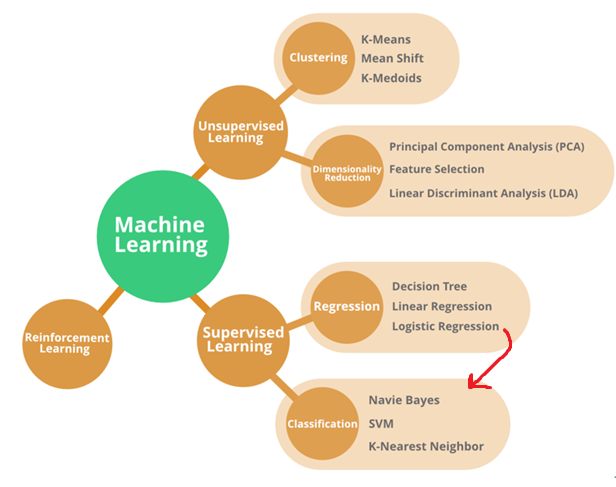 Clustering
K-Means
Mean Shift
K-Medoids
Unsupervised
Learning
Dimensionality
Reduction
Principal Component Analysis (PCA)
Feature Selection
Linear Discriminant Analysis (LDA)
Machine
Learning
Reinforcement
Learning
Supervised
Learning
Regression
Decision Tree
Linear Regression
Logistic Regression
Classification
Navie Bayes
SVM
K-Nearest Neighbor